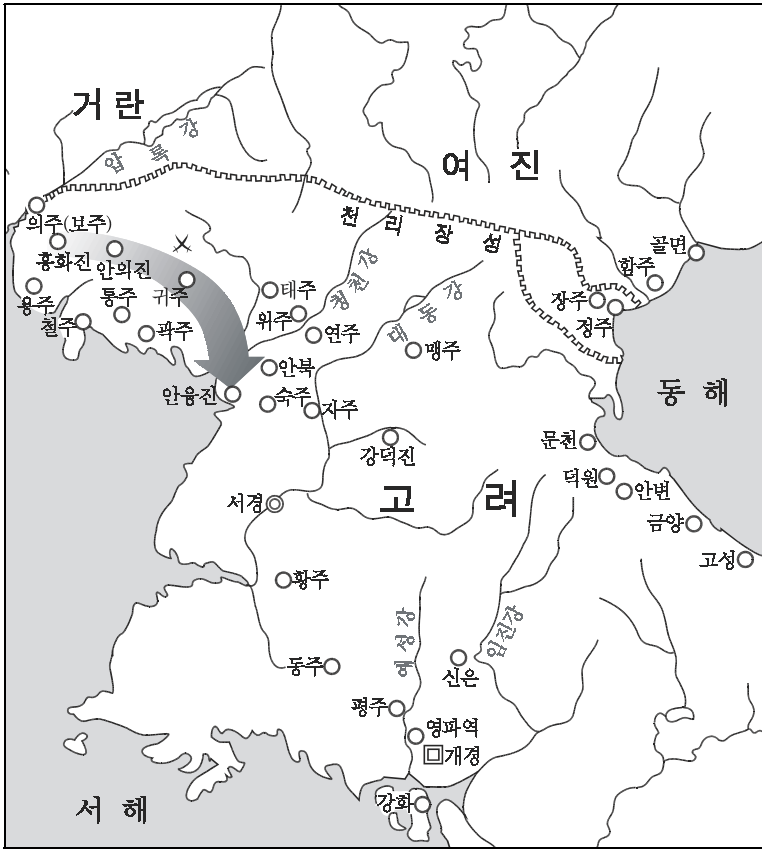 거란
여진
압록강
의주(보주)
흥화진
안의진
귀주
용주
통주
철주
곽주
천리장성
청천강
태주
위주
연주
대동강
맹주
안북
안융진
숙주
자주
강덕진
골면
함주
장주
정주
동해
문천
덕원
안변
금양
고성
고려
서경
황주
동주
예성강
임진강
신은
평주
영파역
개경
강화
서해